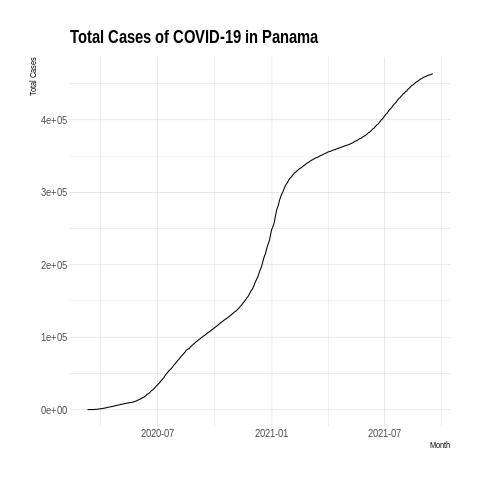 Total Cases of COVID-19 in Panama
Total Cases
4e+05
3e+05
2e+05
1e+05
0e+00
2020-07 2021-01 2021-07
Month